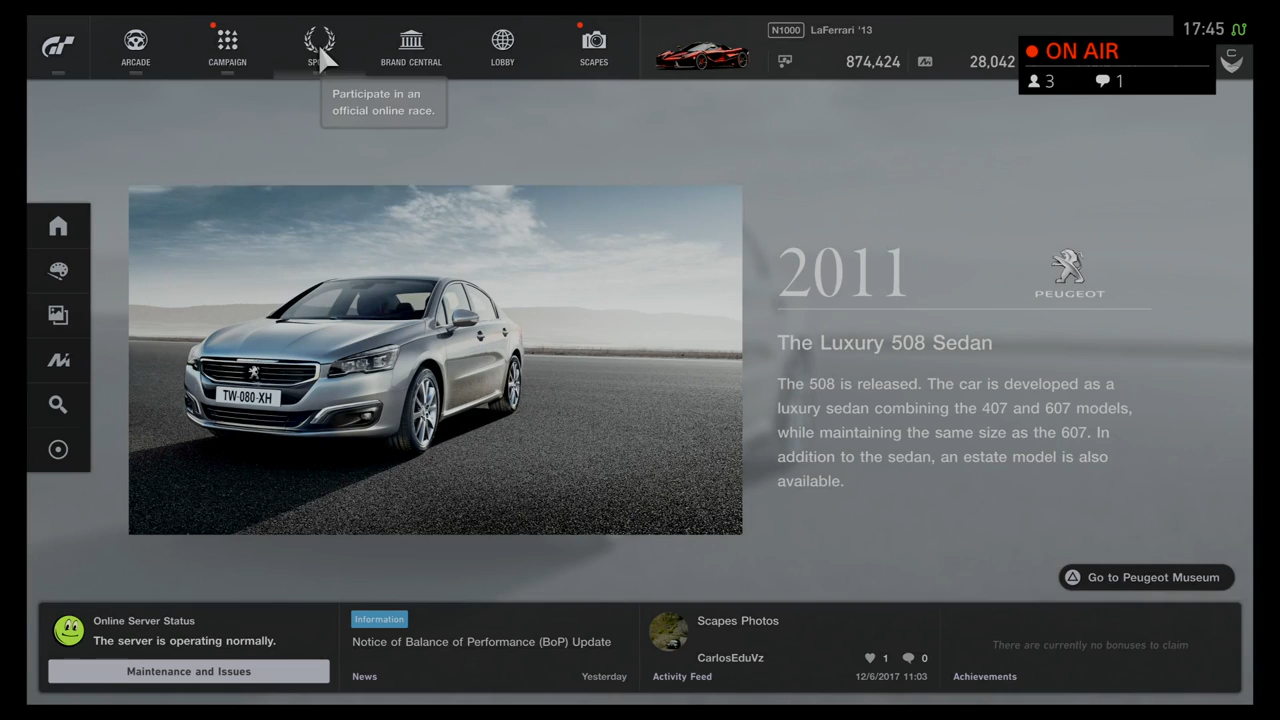 N1000 LaFerrari '13
17:45
ARCADE
CAMPAIGN
SP
BRAND CENTRAL
LOBBY
SCAPES
874,424
28,042
ON AIR
3
1
Participate in an
official online race.
TW-080-XH
2011
PEUGEOT
The Luxury 508 Sedan
The 508 is released. The car is developed as a
luxury sedan combining the 407 and 607 models,
while maintaining the same size as the 607. In
addition to the sedan, an estate model is also
available.
Go to Peugeot Museum
Online Server Status
The server is operating normally.
Maintenance and Issues
Information
Notice of Balance of Performance (BoP) Update
News
Yesterday
Scapes Photos
CarlosEduVz
1
0
Activity Feed
12/6/2017 11:03
There are currently no bonuses to claim
Achievements